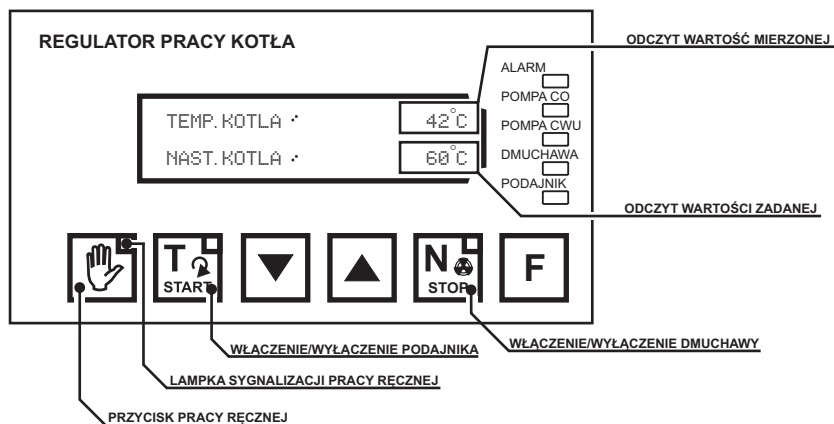 REGULATOR PRACY KOTŁA
ODCZYT WARTOŚĆ MIERZONEJ
ALARM
POMPA CO
POMPA CWU
DMUCHAWA
PODAJNIK
TEMP.KOTLA 42°C
NAST.KOTLA 60°C
ODCZYT WARTOŚCI ZADANEJ
T
START
N
STOP
F
WŁĄCZENIE/WYŁĄCZENIE PODAJNIKA
WŁĄCZENIE/WYŁĄCZENIE DMUCHAWY
LAMPKA SYGNALIZACJI PRACY RĘCZNEJ
PRZYCISK PRACY RĘCZNEJ